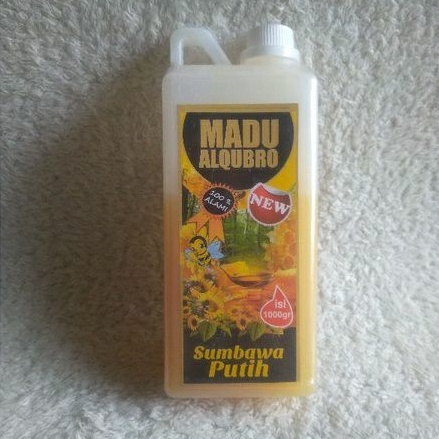 MADU
ALQUBRO
100%
ALAMI
NEW
isi
1000gr
Sumbawa
Putih